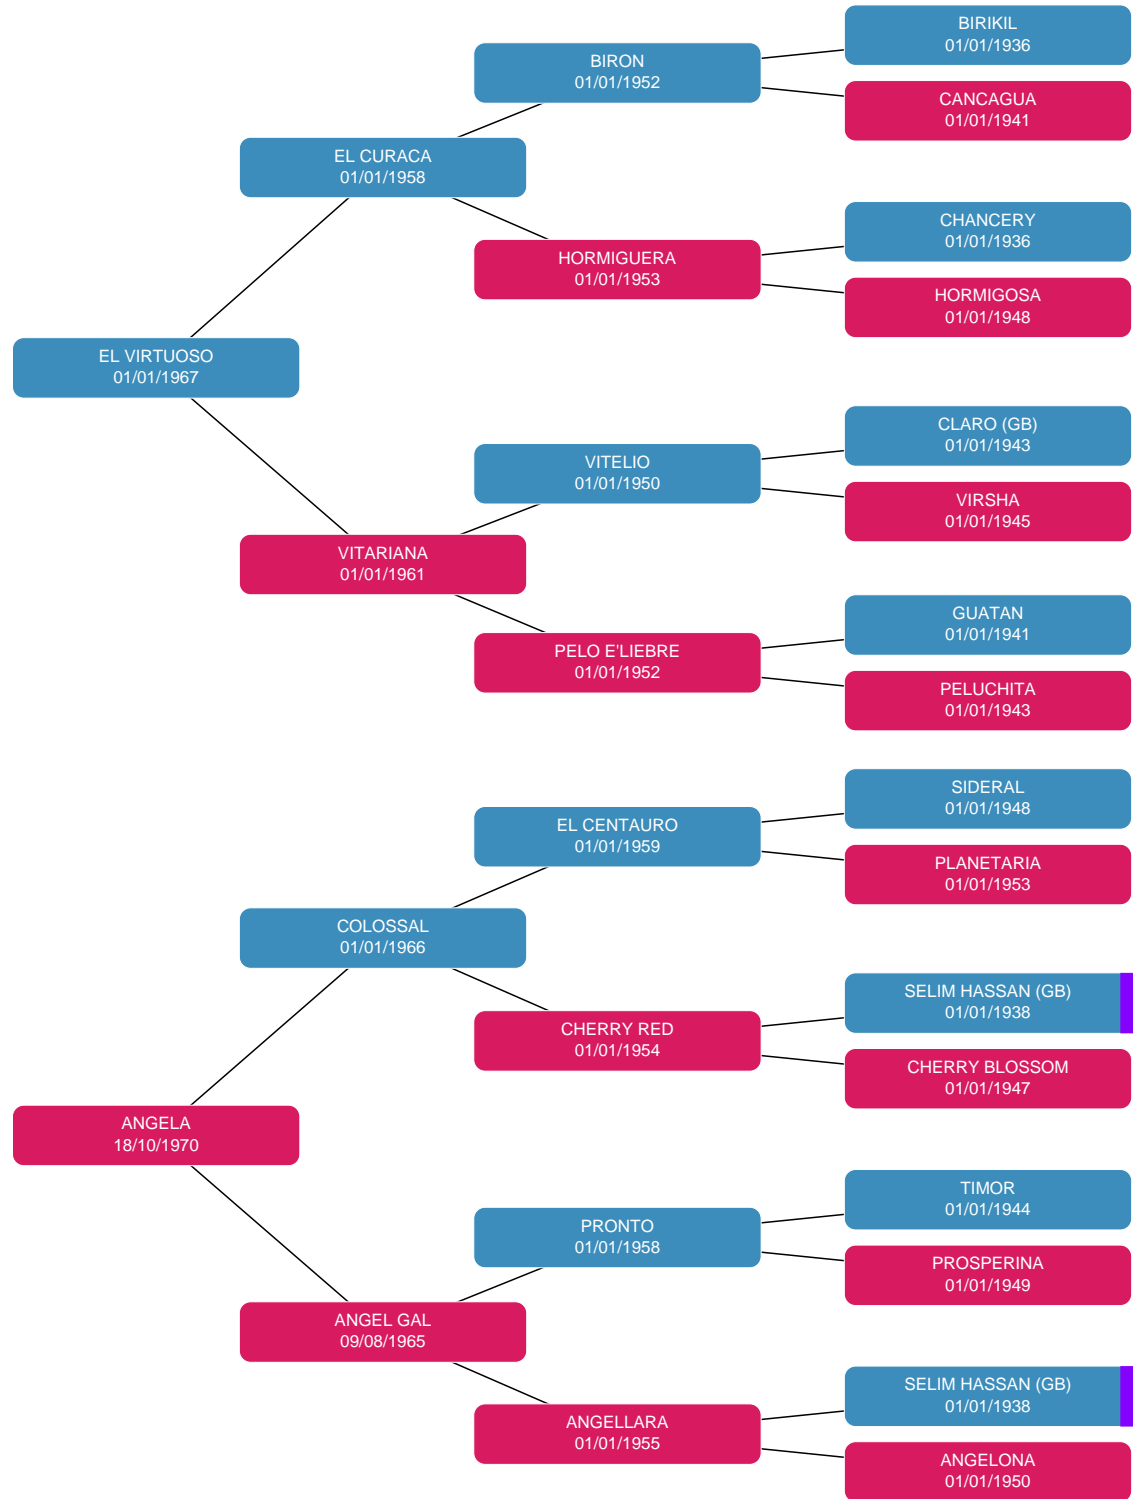 BIRIKIL
01/01/1936
BIRON
01/01/1952
CANCAGUA
01/01/1941
EL CURACA
01/01/1958
CHANCERY
01/01/1936
HORMIGUERA
01/01/1953
HORMIGOSA
01/01/1948
EL VIRTUOSO
01/01/1967
CLARO (GB)
01/01/1943
VITELIO
01/01/1950
VIRSHA
01/01/1945
VITARIANA
01/01/1961
GUATAN
01/01/1941
PELO E'LIEBRE
01/01/1952
PELUCHITA
01/01/1943
SIDERAL
01/01/1948
EL CENTAURO
01/01/1959
PLANETARIA
01/01/1953
COLOSSAL
01/01/1966
SELIM HASSAN (GB)
01/01/1938
CHERRY RED
01/01/1954
CHERRY BLOSSOM
01/01/1947
ANGELA
18/10/1970
TIMOR
01/01/1944
PRONTO
01/01/1958
PROSPERINA
01/01/1949
ANGEL GAL
09/08/1965
SELIM HASSAN (GB)
01/01/1938
ANGELLARA
01/01/1955
ANGELONA
01/01/1950